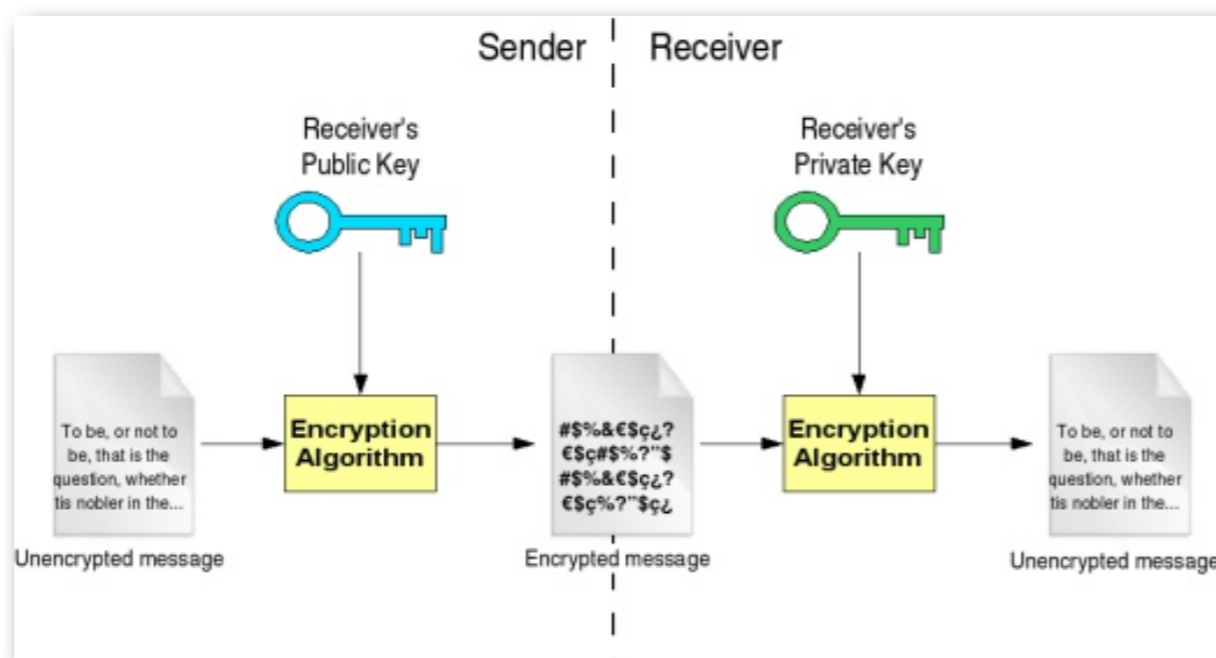 Sender
Receiver
Receiver's
Public Key
Receiver's
Private Key
To be, or not to
be, that is the
question, whether
tis nobler in the...
Unencrypted message
Encryption
Algorithm
#$%&€$ç¿?
€$ç#$%?"$
#$%&€$ç¿?
€$ç%?"$ç¿
Encrypted message
Encryption
Algorithm
To be, or not to
be, that is the
question, whether
tis nobler in the...
Unencrypted message